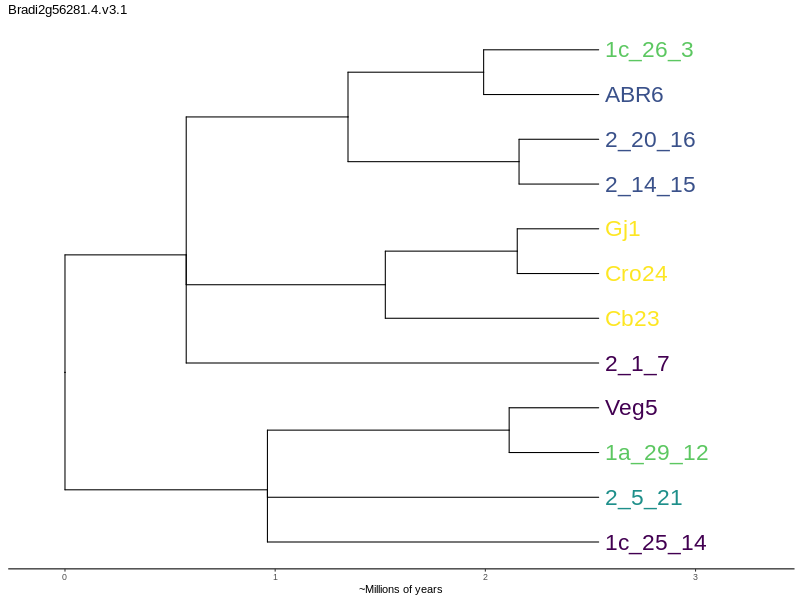 Bradi2g56281.4.v3.1
1c_26_3
ABR6
2_20_16
2_14_15
Gj1
Cro24
Cb23
2_1_7
Veg5
1a_29_12
2_5_21
1c_25_14
0 1 2 3
~Millions of years